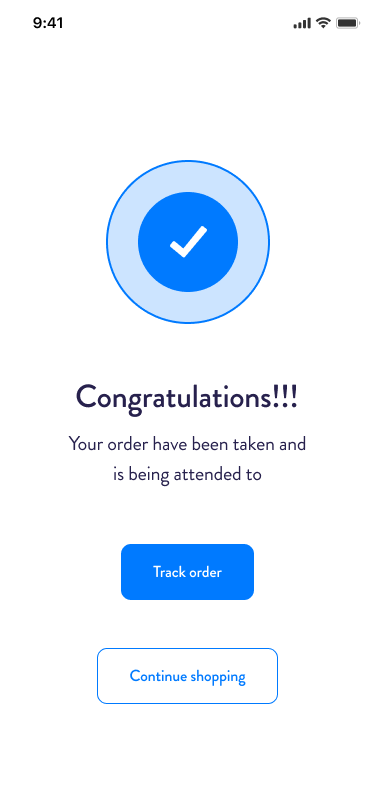 9:41
Congratulations!!!
Your order have been taken and
is being attended to
Track order
Continue shopping